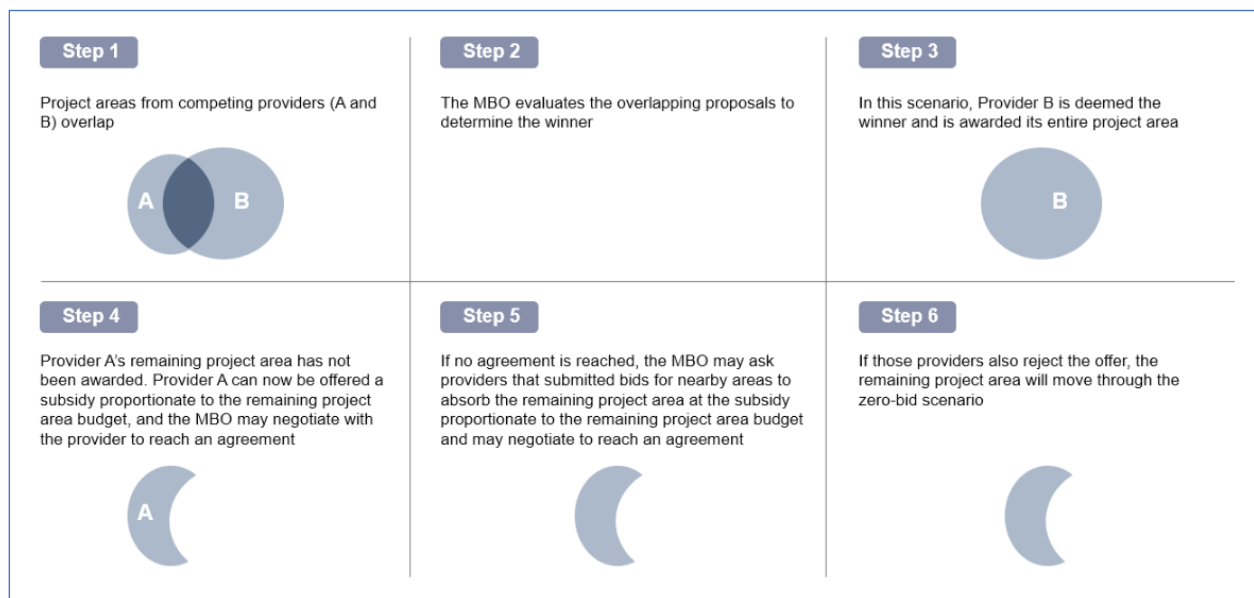 Step 1
Project areas from competing providers (A and
B) overlap
A
B
Step 2
The MBO evaluates the overlapping proposals to
determine the winner
Step 3
In this scenario, Provider B is deemed the
winner and is awarded its entire project area
B
Step 4
Provider A's remaining project area has not
been awarded. Provider A can now be offered a
subsidy proportionate to the remaining project
area budget, and the MBO may negotiate with
the provider to reach an agreement
A
Step 5
If no agreement is reached, the MBO may ask
providers that submitted bids for nearby areas to
absorb the remaining project area at the subsidy
proportionate to the remaining project area budget
and may negotiate to reach an agreement
Step 6
If those providers also reject the offer, the
remaining project area will move through the
zero-bid scenario